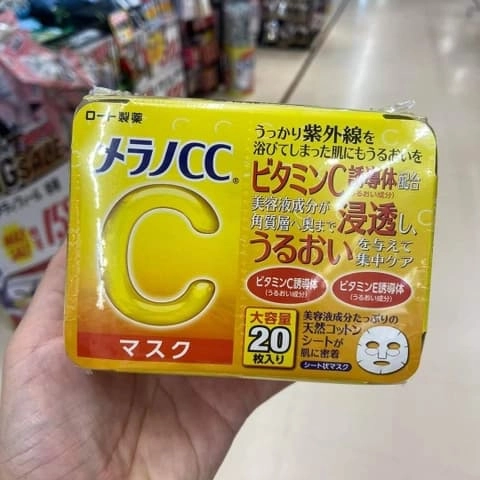 ロート製薬
メラノCC®
C
マスク
うっかり紫外線を
浴びてしまった肌にもうるおいを
ビタミンC誘導体配合
(うるおい成分)
美容液成分が
角質層へ奥まで
浸透し、
うるおいを与えて
集中ケア
ビタミンC誘導体
(うるおい成分)
ビタミンE誘導体
(うるおい成分)
大容量
20
枚入り
美容液成分たっぷりの
天然コットン
シートが
肌に密着
シート状マスク